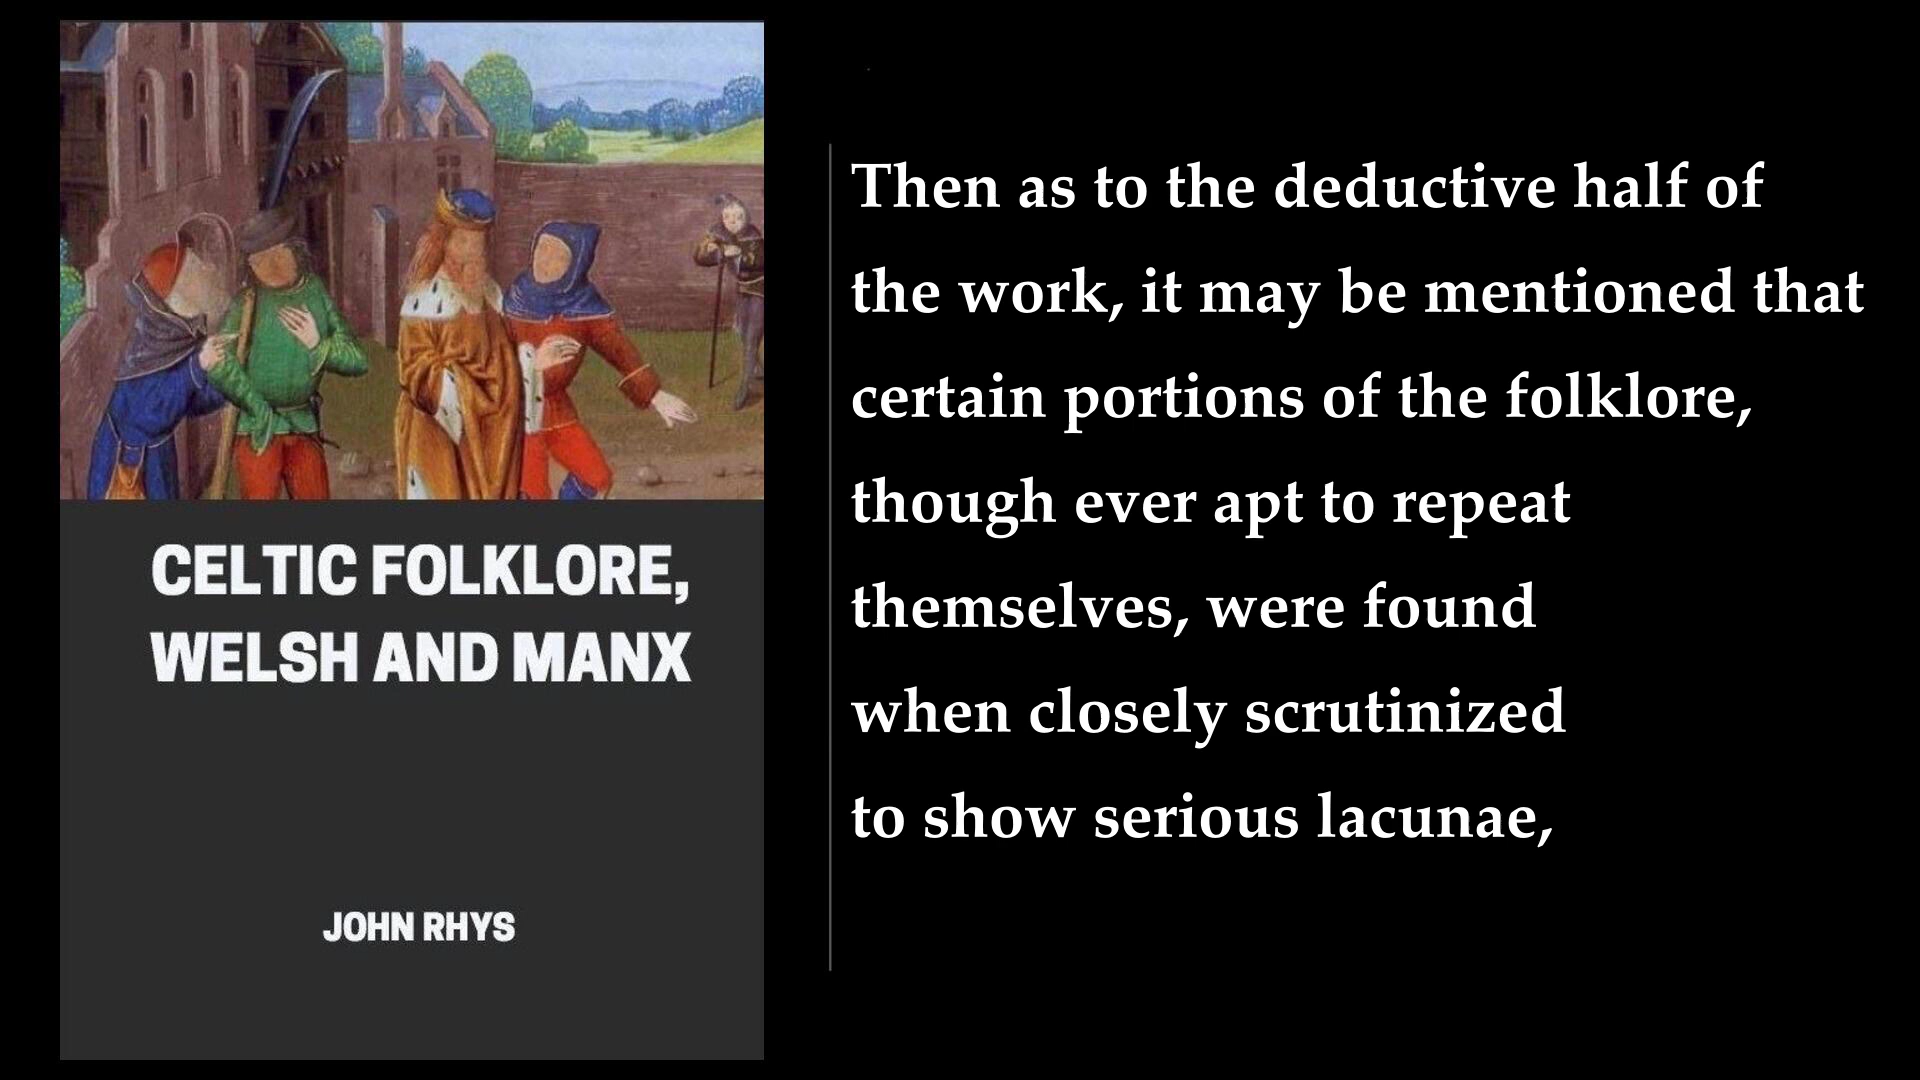 CELTIC FOLKLORE,
WELSH AND MANX
JOHN RHYS
Then as to the deductive half of
the work, it may be mentioned that
certain portions of the folklore,
though ever apt to repeat
themselves, were found
when closely scrutinized
to show serious lacunae,